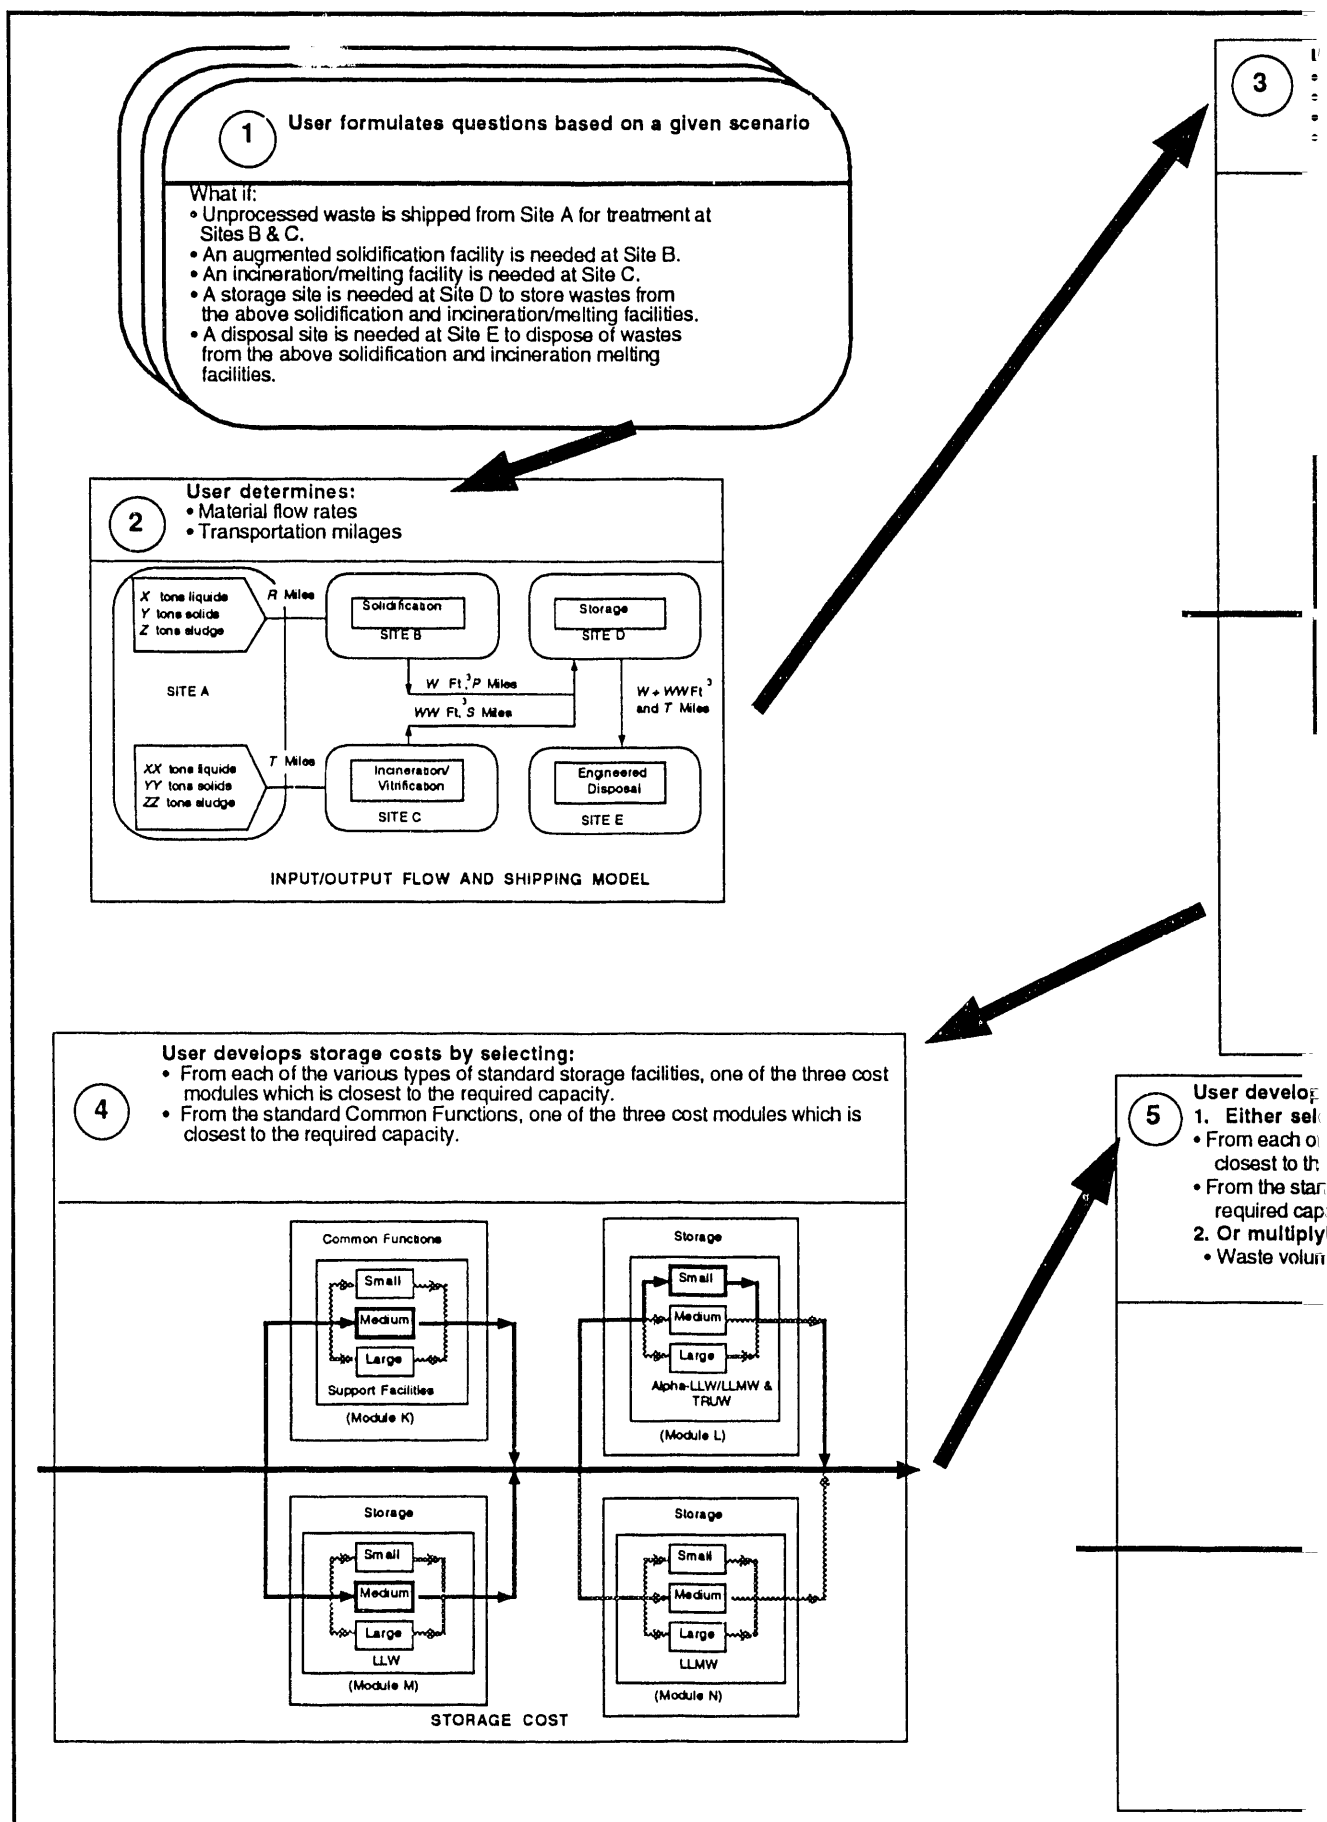 1
User formulates questions based on a given scenario
What if:
• Unprocessed waste is shipped from Site A for treatment at
Sites B & C.
• An augmented solidification facility is needed at Site B.
• An incineration/melting facility is needed at Site C.
• A storage site is needed at Site D to store wastes from
the above solidification and incineration/melting facilities.
• A disposal site is needed at Site E to dispose of wastes
from the above solidification and incineration melting
facilities.
2
User determines:
• Material flow rates
• Transportation milages
X tons liquids
Y tons solids
Z tons sludge
R Miles
SITE A
XX tons liquids
YY tons solids
ZZ tons sludge
T Miles
Solidification
SITE B
Storage
SITE D
W Ft,³ P Miles
WW Ft,³ S Miles
W + WW Ft³
and T Miles
Incineration/
Vitrification
SITE C
Engineered
Disposal
SITE E
INPUT/OUTPUT FLOW AND SHIPPING MODEL
3
4
User develops storage costs by selecting:
• From each of the various types of standard storage facilities, one of the three cost
modules which is closest to the required capacity.
• From the standard Common Functions, one of the three cost modules which is
closest to the required capacity.
Common Functions
Small
Medium
Large
Support Facilities
(Module K)
Storage
Small
Medium
Large
Alpha-LLW/LLMW &
TRUW
(Module L)
Storage
Small
Medium
Large
LLW
(Module M)
Storage
Small
Medium
Large
LLMW
(Module N)
STORAGE COST
5
User develop
1. Either sel
• From each o
closest to th
• From the stan
required cap
2. Or multiply
• Waste volum